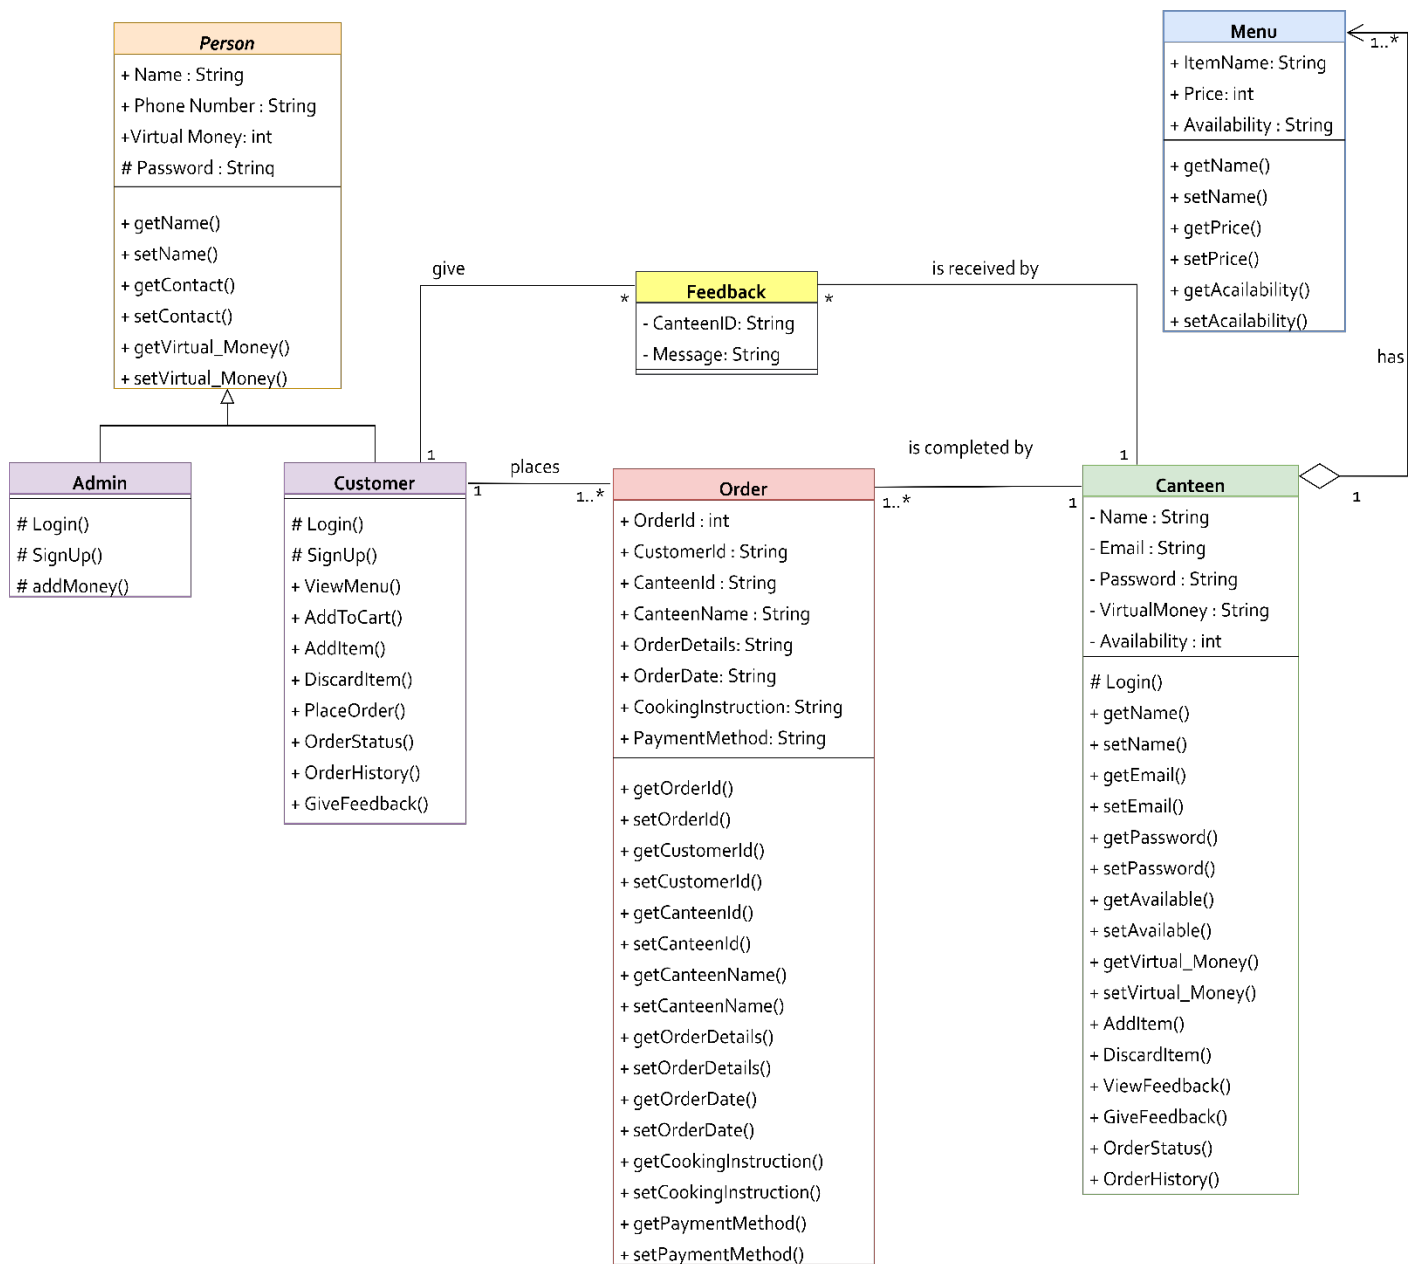 Person
+ Name : String
+ Phone Number : String
+Virtual Money: int
# Password : String
+ getName()
+ setName()
+ getContact()
+ setContact()
+ getVirtual_Money()
+ setVirtual_Money()
Menu
+ ItemName: String
+ Price: int
+ Availability : String
+ getName()
+ setName()
+ getPrice()
+ setPrice()
+ getAcailability()
+ setAcailability()
1..*
has
1
give
*
1
Feedback
- CanteenID: String
- Message: String
is received by
*
1
Admin
# Login()
# SignUp()
# addMoney()
Customer
# Login()
# SignUp()
+ ViewMenu()
+ AddToCart()
+ AddItem()
+ DiscardItem()
+ PlaceOrder()
+ OrderStatus()
+ OrderHistory()
+ GiveFeedback()
places
1
1..*
Order
+ OrderId : int
+ CustomerId : String
+ CanteenId : String
+ CanteenName : String
+ OrderDetails: String
+ OrderDate: String
+ CookingInstruction: String
+ PaymentMethod: String
+ getOrderId()
+ setOrderId()
+ getCustomerId()
+ setCustomerId()
+ getCanteenId()
+ setCanteenId()
+ getCanteenName()
+ setCanteenName()
+ getOrderDetails()
+ setOrderDetails()
+ getOrderDate()
+ setOrderDate()
+ getCookingInstruction()
+ setCookingInstruction()
+ getPaymentMethod()
+ setPaymentMethod()
is completed by
1..*
1
Canteen
- Name : String
- Email : String
- Password : String
- VirtualMoney : String
- Availability : int
# Login()
+ getName()
+ setName()
+ getEmail()
+ setEmail()
+ getPassword()
+ setPassword()
+ getAvailable()
+ setAvailable()
+ getVirtual_Money()
+ setVirtual_Money()
+ AddItem()
+ DiscardItem()
+ ViewFeedback()
+ GiveFeedback()
+ OrderStatus()
+ OrderHistory()